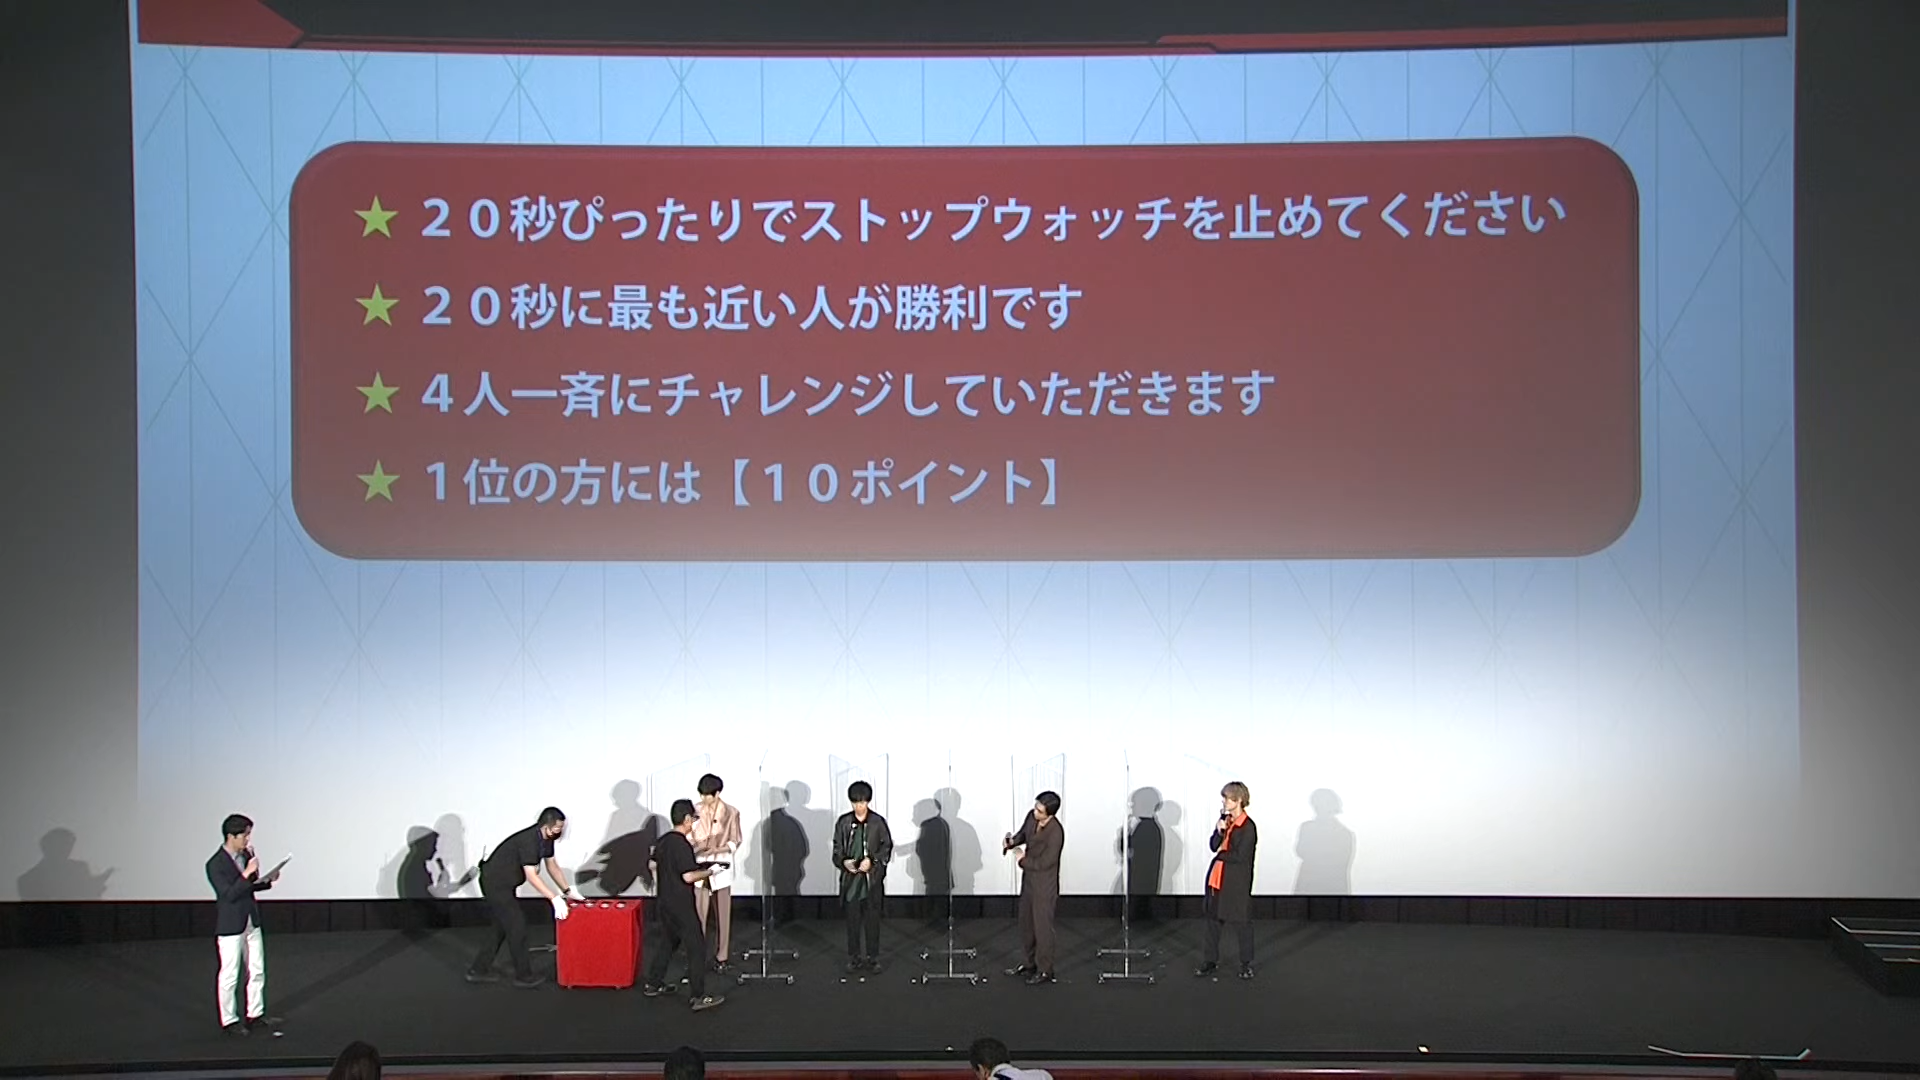 ★ ２０秒ぴったりでストップウォッチを止めてください
★ ２０秒に最も近い人が勝利です
★ ４人一斉にチャレンジしていただきます
★ １位の方には【１０ポイント】